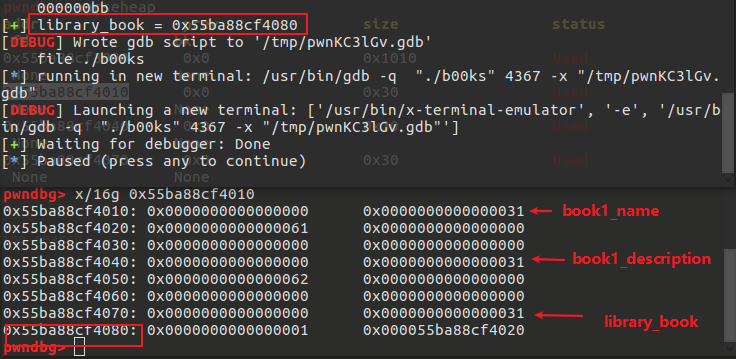 000000bb
[+] library_book = 0x55ba88cf4080
[DEBUG] Wrote gdb script to '/tmp/pwnKC3lGv.gdb'
file ./b00ks
[*] running in new terminal: /usr/bin/gdb -q  "./b00ks" 4367 -x "/tmp/pwnKC3lGv.
gdb"
[DEBUG] Launching a new terminal: ['/usr/bin/x-terminal-emulator', '-e', '/usr/b
in/gdb -q  "./b00ks" 4367 -x "/tmp/pwnKC3lGv.gdb"']
[+] Waiting for debugger: Done
[*] Paused (press any to continue)
pwndbg> x/16g 0x55ba88cf4010
0x55ba88cf4010: 0x0000000000000000 0x0000000000000031 book1_name
0x55ba88cf4020: 0x0000000000000061 0x0000000000000000
0x55ba88cf4030: 0x0000000000000000 0x0000000000000000
0x55ba88cf4040: 0x0000000000000000 0x0000000000000031 book1_description
0x55ba88cf4050: 0x0000000000000062 0x0000000000000000
0x55ba88cf4060: 0x0000000000000000 0x0000000000000000
0x55ba88cf4070: 0x0000000000000000 0x0000000000000031 library_book
0x55ba88cf4080: 0x0000000000000001 0x000055ba88cf4020
pwndbg>